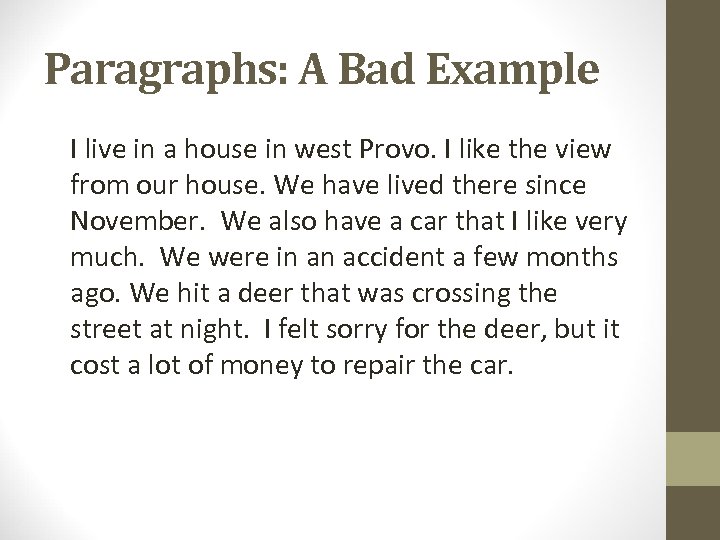 Paragraphs: A Bad Example
I live in a house in west Provo. I like the view
from our house. We have lived there since
November.  We also have a car that I like very
much.  We were in an accident a few months
ago. We hit a deer that was crossing the
street at night.  I felt sorry for the deer, but it
cost a lot of money to repair the car.